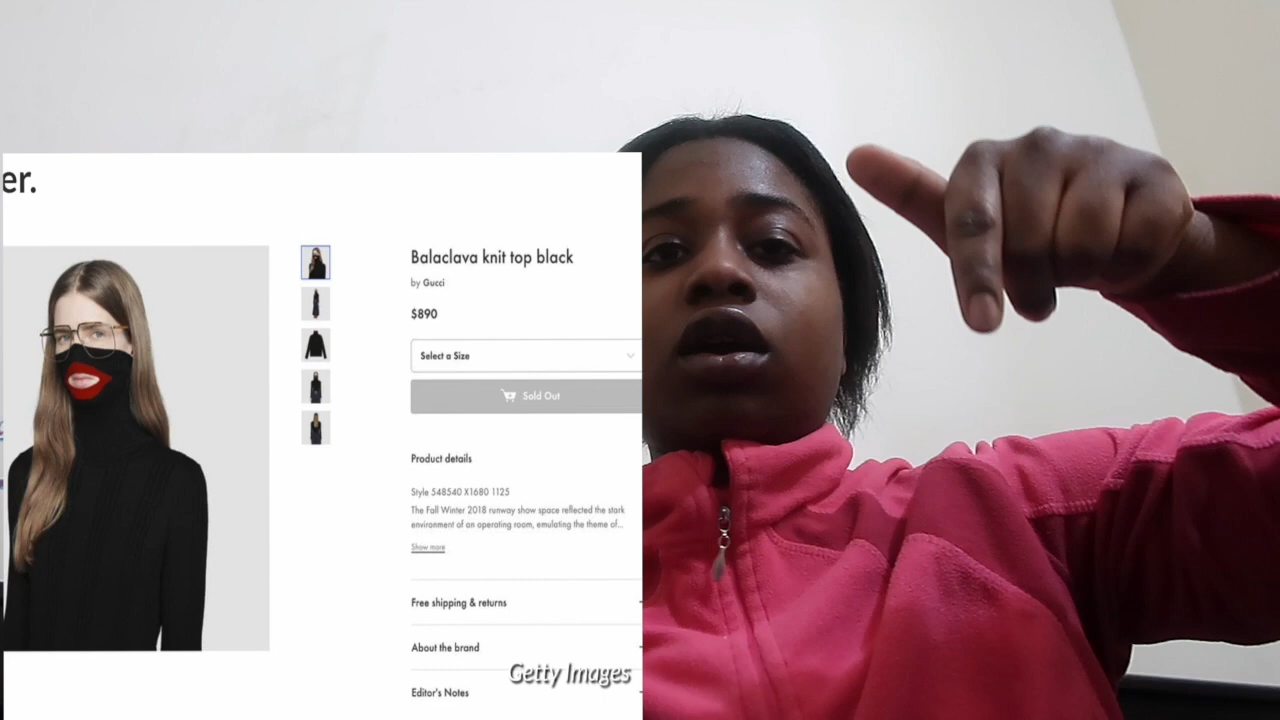 er.
Balaclava knit top black
by Gucci
$890
Select a Size
Sold Out
Product details
Style 548540 X1680 1125
The Fall Winter 2018 runway show space reflected the stark
environment of an operating room, emulating the theme of...
Show more
Free shipping & returns
About the brand
Editor's Notes
Getty Images